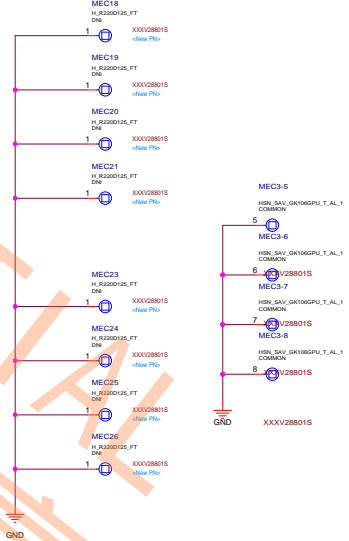 MEC18
H_R220D125_FT
DNI
1
XXXV28801S
<New PN>
MEC19
H_R220D125_FT
DNI
1
XXXV28801S
<New PN>
MEC20
H_R220D125_FT
DNI
1
XXXV28801S
<New PN>
MEC21
H_R220D125_FT
DNI
1
XXXV28801S
<New PN>
MEC23
H_R220D125_FT
DNI
1
XXXV28801S
<New PN>
MEC24
H_R220D125_FT
DNI
1
XXXV28801S
<New PN>
MEC25
H_R220D125_FT
DNI
1
XXXV28801S
<New PN>
MEC26
H_R220D125_FT
DNI
1
XXXV28801S
<New PN>
GND
MEC3-5
HSN_SAV_GK106GPU_T_AL_1
COMMON
5
MEC3-6
HSN_SAV_GK106GPU_T_AL_1
COMMON
6
XXXV28801S
MEC3-7
HSN_SAV_GK106GPU_T_AL_1
COMMON
7
XXXV28801S
MEC3-8
HSN_SAV_GK106GPU_T_AL_1
COMMON
8
XXXV28801S
GND
XXXV28801S